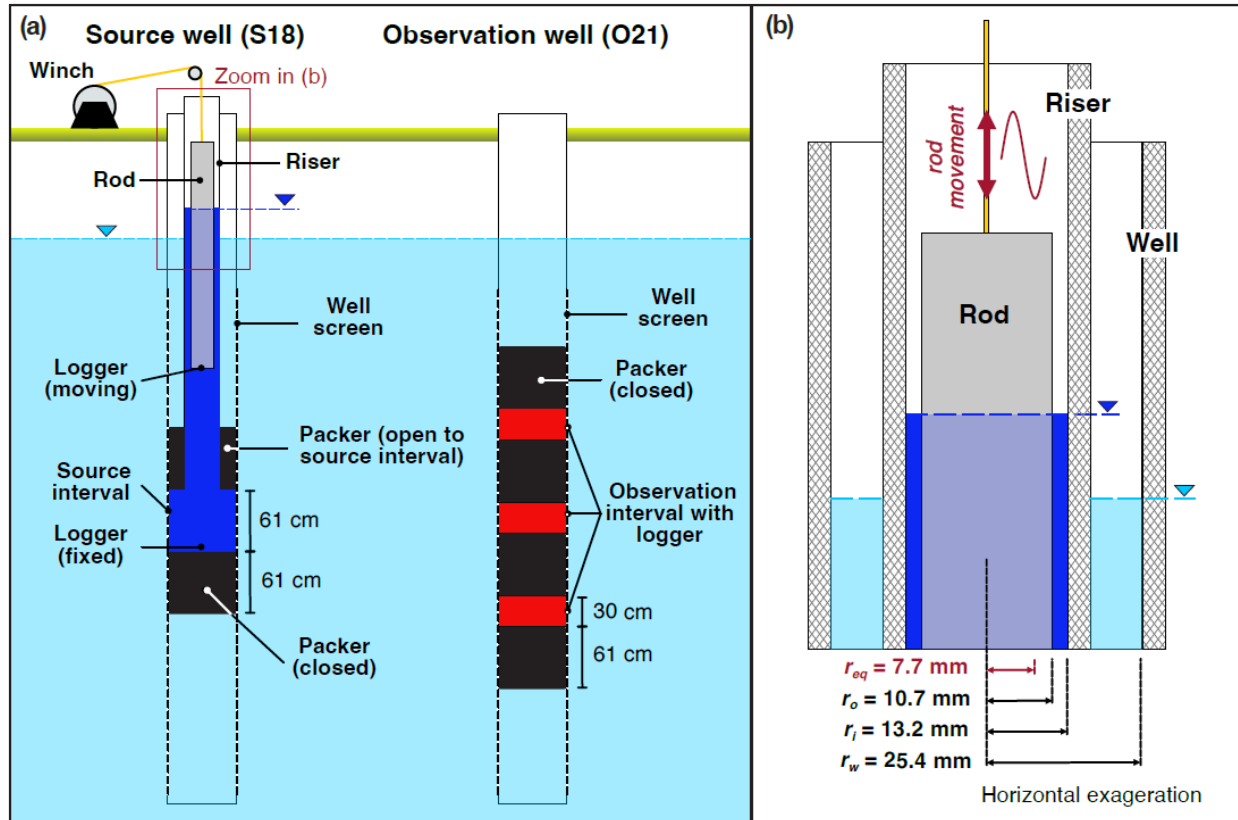 (a)
Source well (S18)
Observation well (O21)
Winch
Zoom in (b)
Riser
Rod
Well
screen
Logger
(moving)
Packer (open to
source interval)
Source
interval
Logger
(fixed)
61 cm
61 cm
Packer
(closed)
Well
screen
Packer
(closed)
Observation
interval with
logger
30 cm
61 cm
(b)
Riser
rod
movement
Well
Rod
req = 7.7 mm
ro = 10.7 mm
ri = 13.2 mm
rw = 25.4 mm
Horizontal exageration